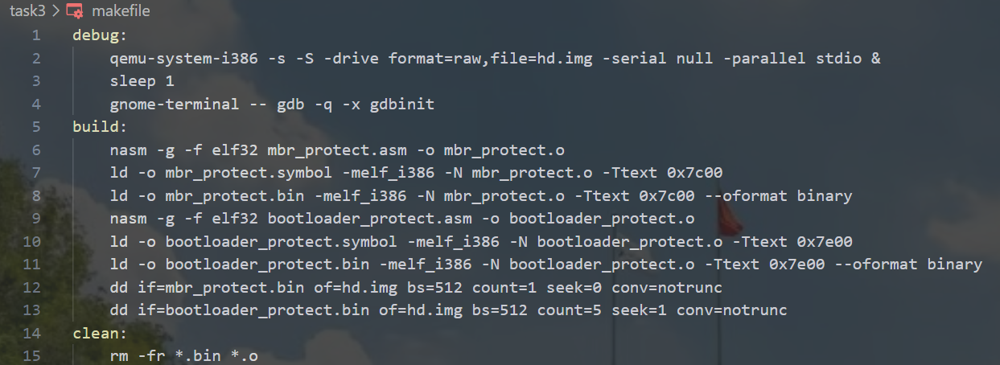 task3 > makefile
1 debug:
2 qemu-system-i386 -s -S -drive format=raw,file=hd.img -serial null -parallel stdio &
3 sleep 1
4 gnome-terminal -- gdb -q -x gdbinit
5 build:
6 nasm -g -f elf32 mbr_protect.asm -o mbr_protect.o
7 ld -o mbr_protect.symbol -melf_i386 -N mbr_protect.o -Ttext 0x7c00
8 ld -o mbr_protect.bin -melf_i386 -N mbr_protect.o -Ttext 0x7c00 --oformat binary
9 nasm -g -f elf32 bootloader_protect.asm -o bootloader_protect.o
10 ld -o bootloader_protect.symbol -melf_i386 -N bootloader_protect.o -Ttext 0x7e00
11 ld -o bootloader_protect.bin -melf_i386 -N bootloader_protect.o -Ttext 0x7e00 --oformat binary
12 dd if=mbr_protect.bin of=hd.img bs=512 count=1 seek=0 conv=notrunc
13 dd if=bootloader_protect.bin of=hd.img bs=512 count=5 seek=1 conv=notrunc
14 clean:
15 rm -fr *.bin *.o